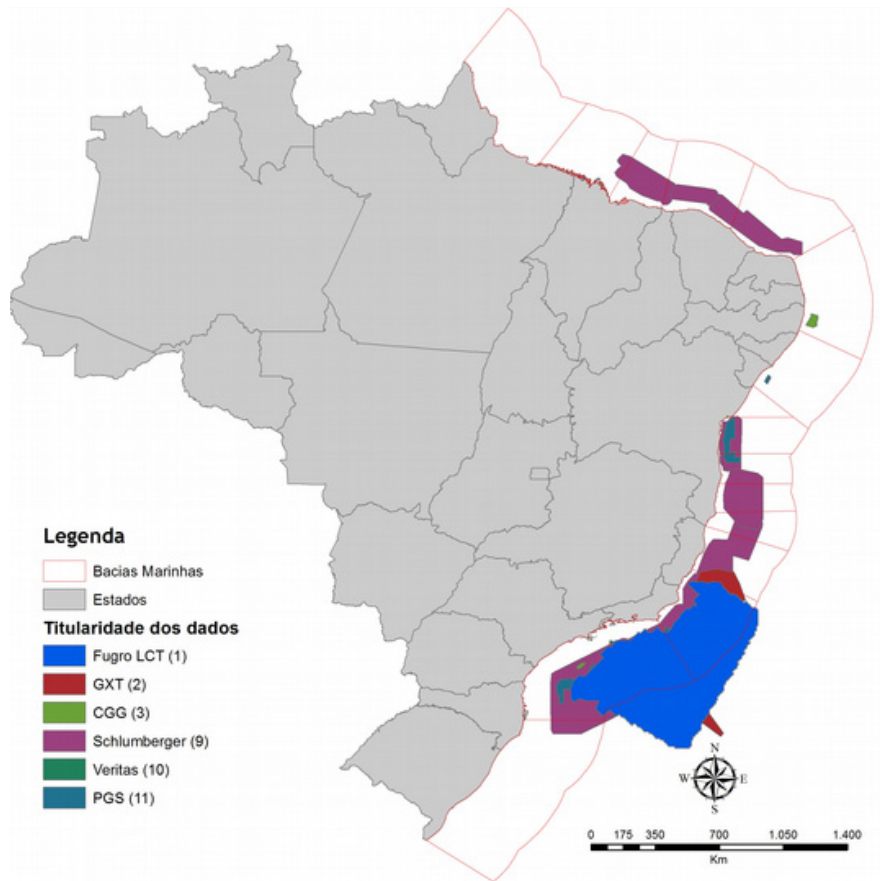 Legenda
Bacias Marinhas
Estados
Titularidade dos dados
Fugro LCT (1)
GXT (2)
CGG (3)
Schlumberger (9)
Veritas (10)
PGS (11)
N
W E
S
0 175 350 700 1.050 1.400
Km